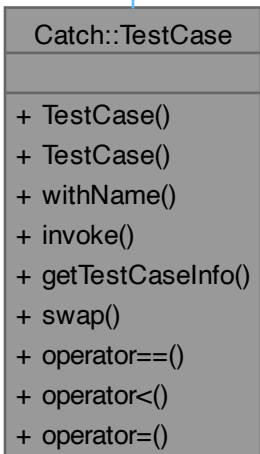 Catch::TestCase
+ TestCase()
+ TestCase()
+ withName()
+ invoke()
+ getTestCaseInfo()
+ swap()
+ operator==()
+ operator<()
+ operator=()